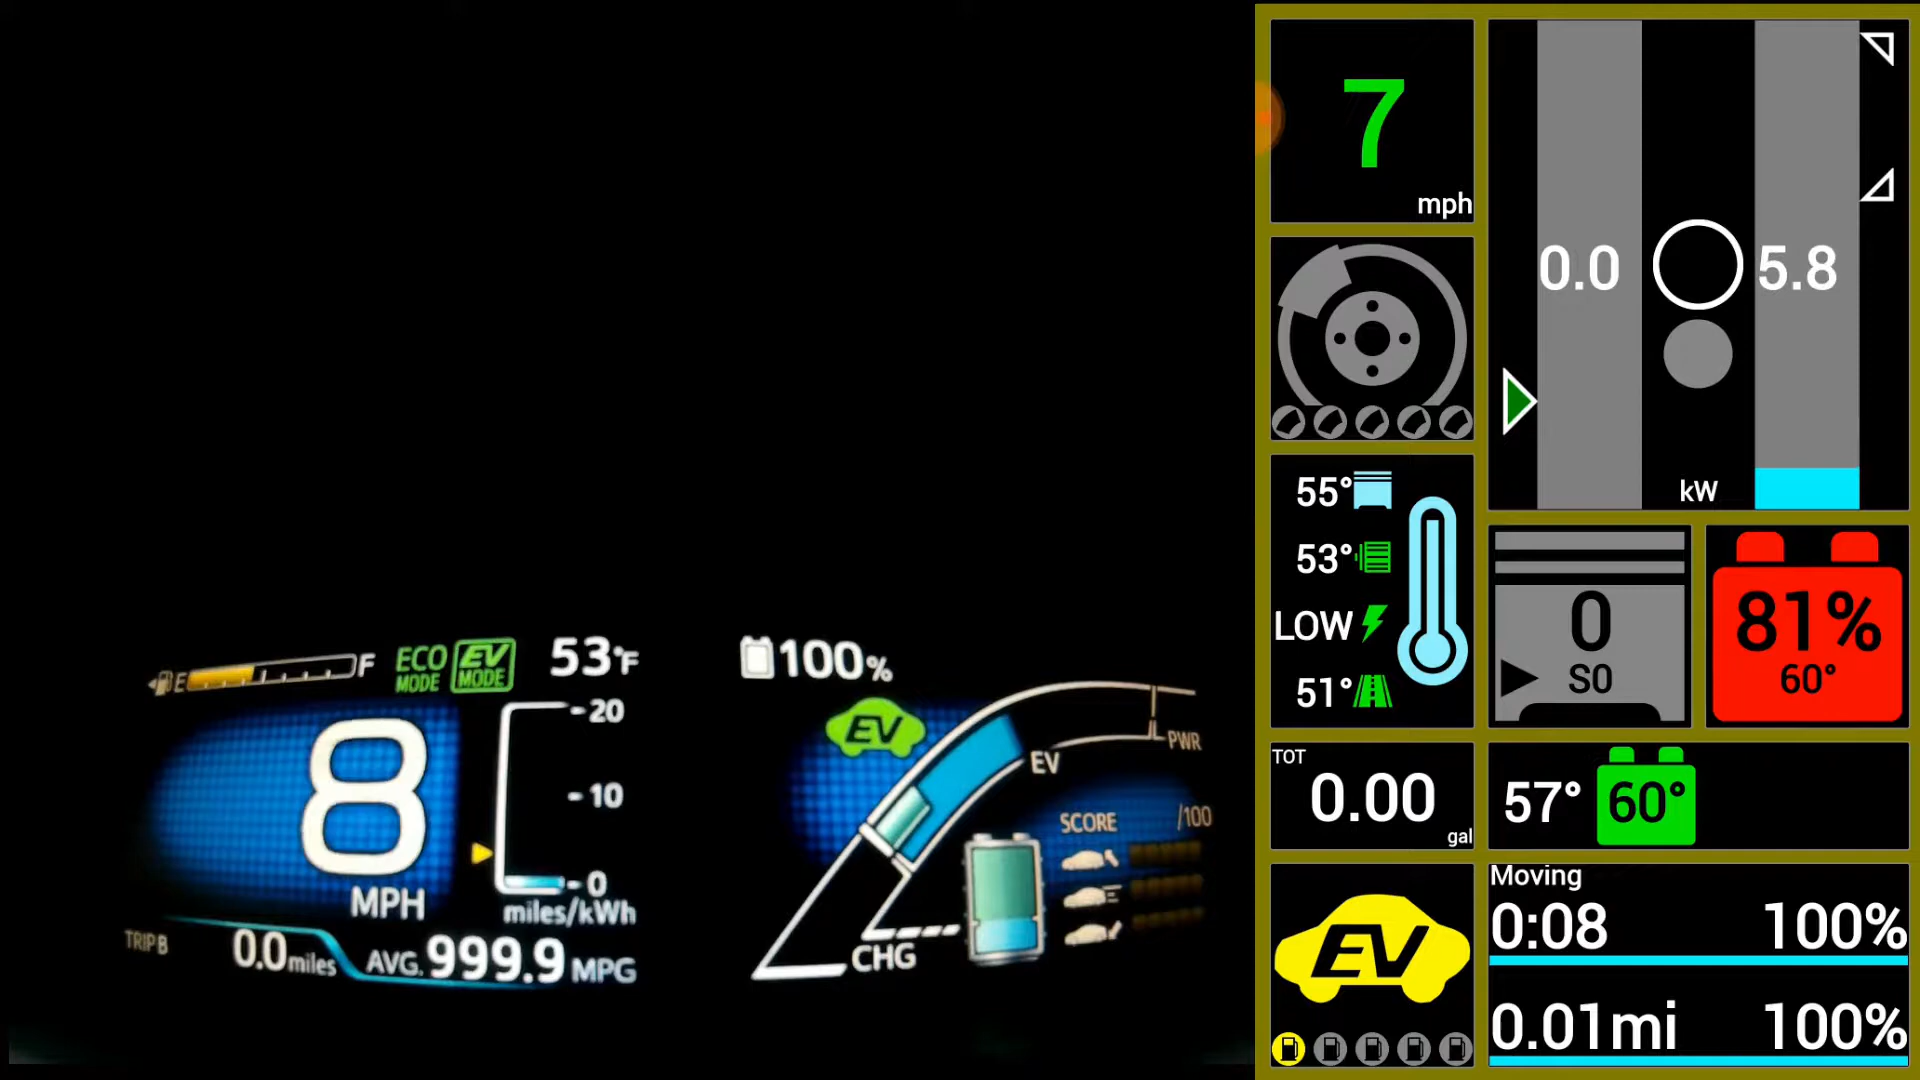 E F
ECO MODE
EV MODE
53°F
20
8
10
MPH
0
miles/kWh
TRIP B
0.0 miles
AVG. 999.9 MPG
100%
EV
EV
PWR
SCORE /100
CHG
7
mph
0.0
5.8
kW
55°
53°
LOW
51°
0
S0
81%
60°
TOT
0.00
gal
57°
60°
EV
Moving
0:08 100%
0.01mi 100%